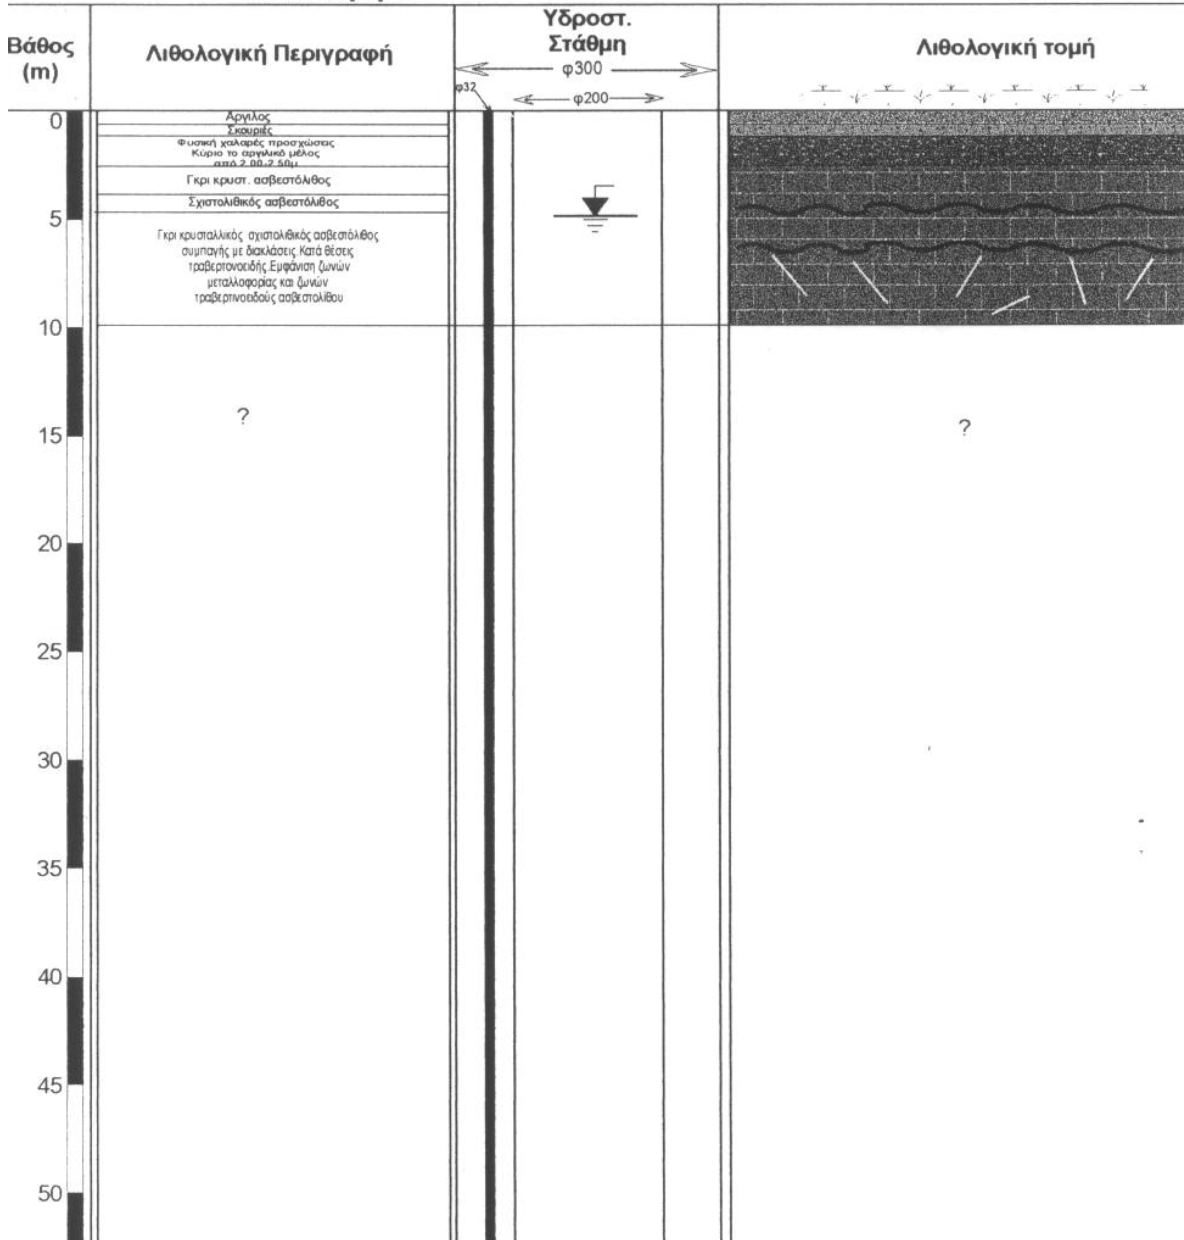 Βάθος
(m)
Λιθολογική Περιγραφή
Υδροστ.
Στάθμη
φ300
φ32
φ200
Λιθολογική τομή
0
Αργιλος
Σκουριές
Φυσική χαλαρές προσχώσεις
Κύριο το αργιλικό μέλος
από 2.00-2.50μ
Γκρι κρυστ. ασβεστόλιθος
Σχιστολιθικός ασβεστόλιθος
5
Γκρι κρυσταλλικός σχιστολιθικός ασβεστόλιθος
συμπαγής με διακλάσεις.Κατά θέσεις
τραβερτονοειδής.Εμφάνιση ζωνών
μεταλλοφορίας και ζωνών
τραβερτινοειδούς ασβεστολίθου
10
?
?
15
20
25
30
35
40
45
50